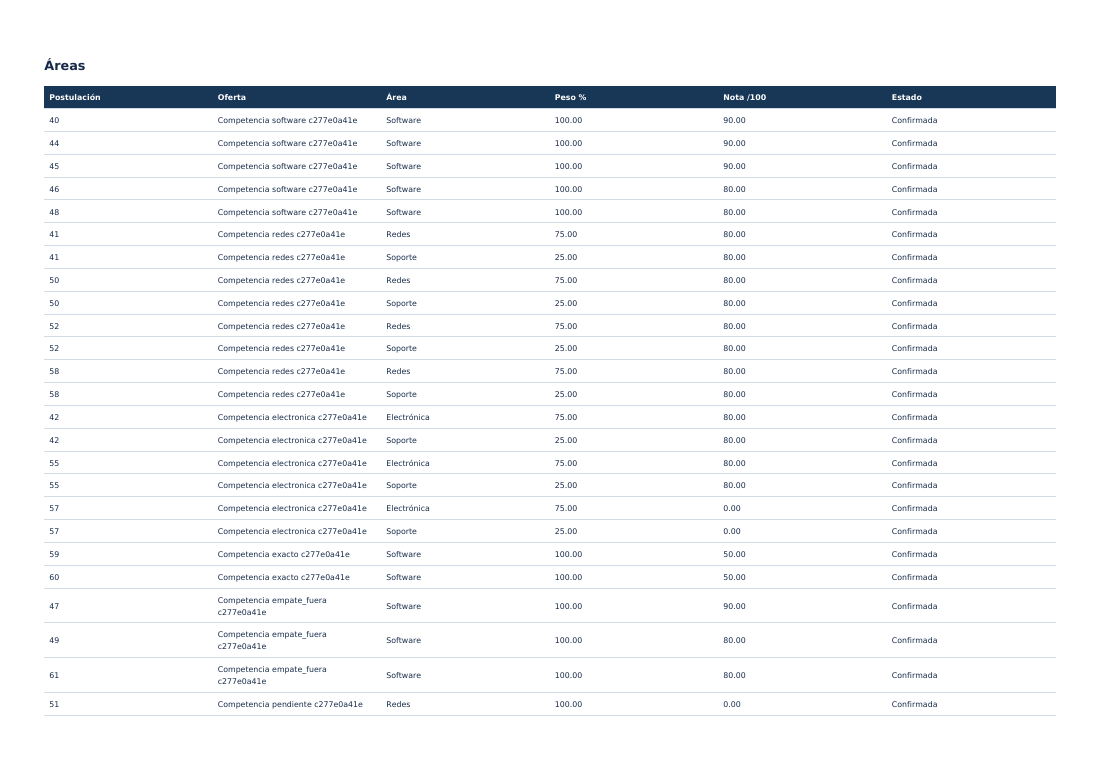 Áreas
Postulación Oferta Área Peso % Nota /100 Estado
40 Competencia software c277e0a41e Software 100.00 90.00 Confirmada
44 Competencia software c277e0a41e Software 100.00 90.00 Confirmada
45 Competencia software c277e0a41e Software 100.00 90.00 Confirmada
46 Competencia software c277e0a41e Software 100.00 80.00 Confirmada
48 Competencia software c277e0a41e Software 100.00 80.00 Confirmada
41 Competencia redes c277e0a41e Redes 75.00 80.00 Confirmada
41 Competencia redes c277e0a41e Soporte 25.00 80.00 Confirmada
50 Competencia redes c277e0a41e Redes 75.00 80.00 Confirmada
50 Competencia redes c277e0a41e Soporte 25.00 80.00 Confirmada
52 Competencia redes c277e0a41e Redes 75.00 80.00 Confirmada
52 Competencia redes c277e0a41e Soporte 25.00 80.00 Confirmada
58 Competencia redes c277e0a41e Redes 75.00 80.00 Confirmada
58 Competencia redes c277e0a41e Soporte 25.00 80.00 Confirmada
42 Competencia electronica c277e0a41e Electrónica 75.00 80.00 Confirmada
42 Competencia electronica c277e0a41e Soporte 25.00 80.00 Confirmada
55 Competencia electronica c277e0a41e Electrónica 75.00 80.00 Confirmada
55 Competencia electronica c277e0a41e Soporte 25.00 80.00 Confirmada
57 Competencia electronica c277e0a41e Electrónica 75.00 0.00 Confirmada
57 Competencia electronica c277e0a41e Soporte 25.00 0.00 Confirmada
59 Competencia exacto c277e0a41e Software 100.00 50.00 Confirmada
60 Competencia exacto c277e0a41e Software 100.00 50.00 Confirmada
47 Competencia empate_fuera
c277e0a41e Software 100.00 90.00 Confirmada
49 Competencia empate_fuera
c277e0a41e Software 100.00 80.00 Confirmada
61 Competencia empate_fuera
c277e0a41e Software 100.00 80.00 Confirmada
51 Competencia pendiente c277e0a41e Redes 100.00 0.00 Confirmada